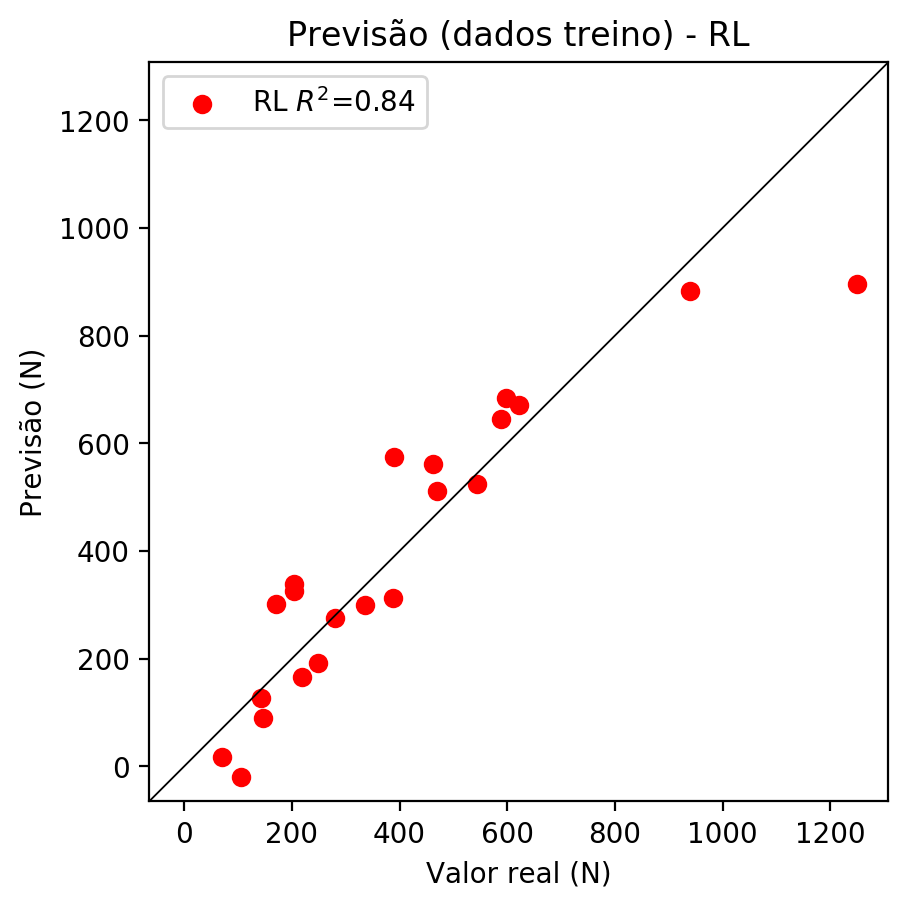 Previsão (dados treino) - RL
RL R²=0.84
1200
1000
800
600
400
200
0
Previsão (N)
0 200 400 600 800 1000 1200
Valor real (N)